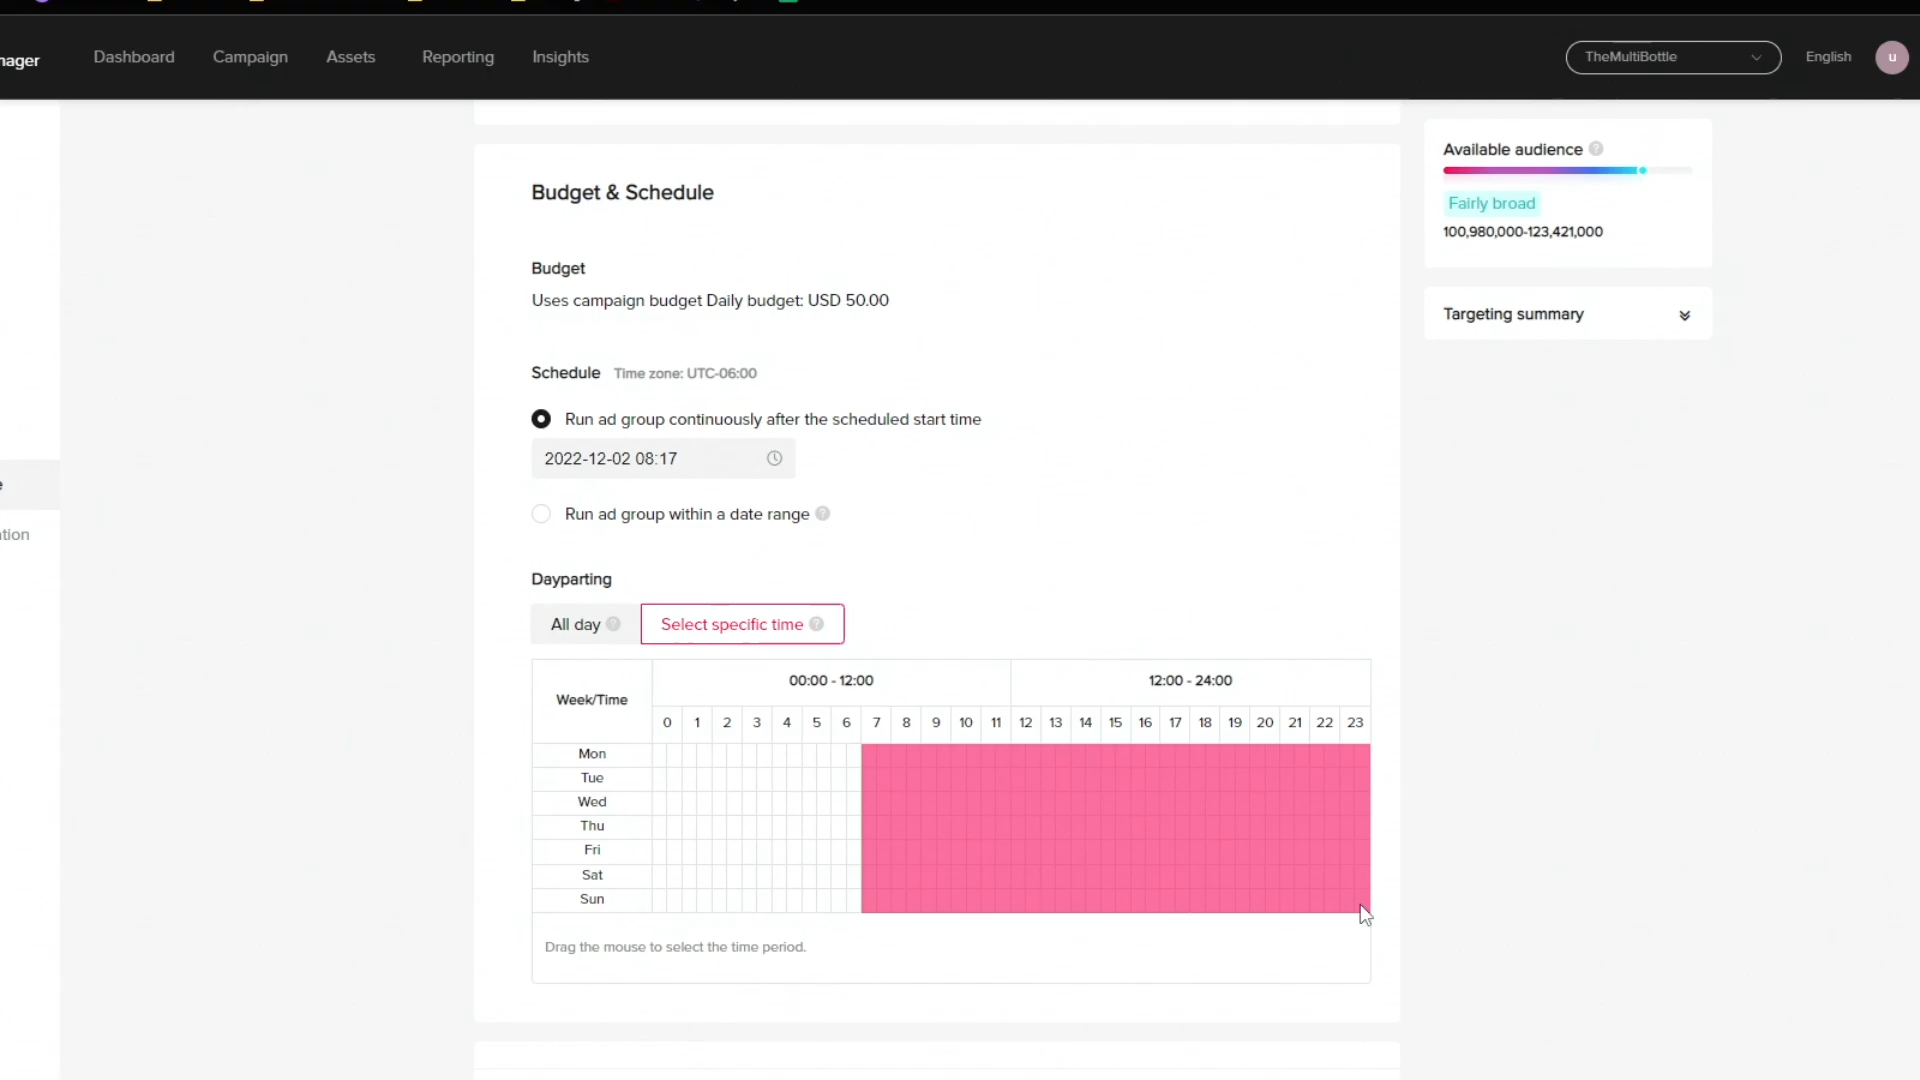 nager
Dashboard
Campaign
Assets
Reporting
Insights
TheMultiBottle
English
u
Budget & Schedule
Budget
Uses campaign budget Daily budget: USD 50.00
Schedule Time zone: UTC-06:00
Run ad group continuously after the scheduled start time
2022-12-02 08:17
Run ad group within a date range ?
Dayparting
All day ?
Select specific time ?
Week/Time
00:00 - 12:00
12:00 - 24:00
0 1 2 3 4 5 6 7 8 9 10 11 12 13 14 15 16 17 18 19 20 21 22 23
Mon
Tue
Wed
Thu
Fri
Sat
Sun
Drag the mouse to select the time period.
Available audience ?
Fairly broad
100,980,000-123,421,000
Targeting summary
e
tion